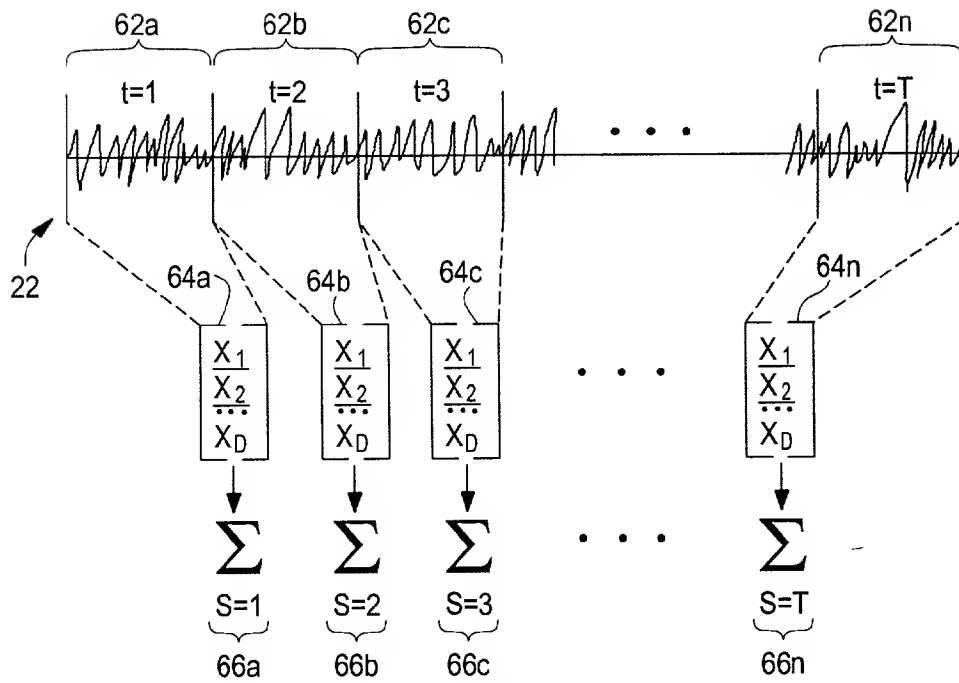 62a 62b 62c 62n
t=1 t=2 t=3 • • • t=T
22
64a 64b 64c 64n
X1 X1 X1 X1
X2 X2 X2 • • • X2
••• ••• ••• •••
XD XD XD XD
Σ Σ Σ • • • Σ
S=1 S=2 S=3 S=T
66a 66b 66c 66n